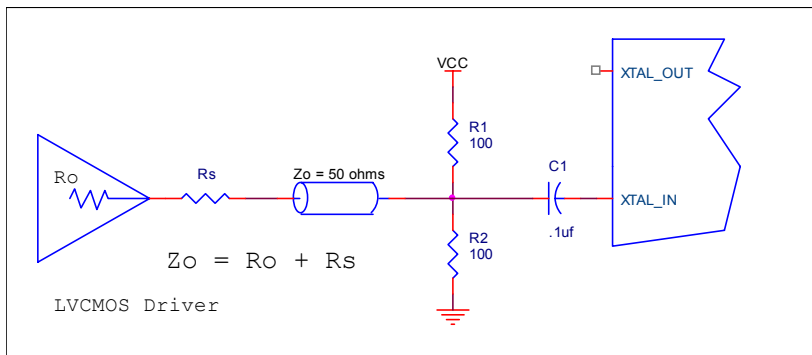 VCC
XTAL_OUT
R1
100
Ro
Rs
Zo = 50 ohms
C1
XTAL_IN
.1uf
R2
100
Zo = Ro + Rs
LVCMOS Driver